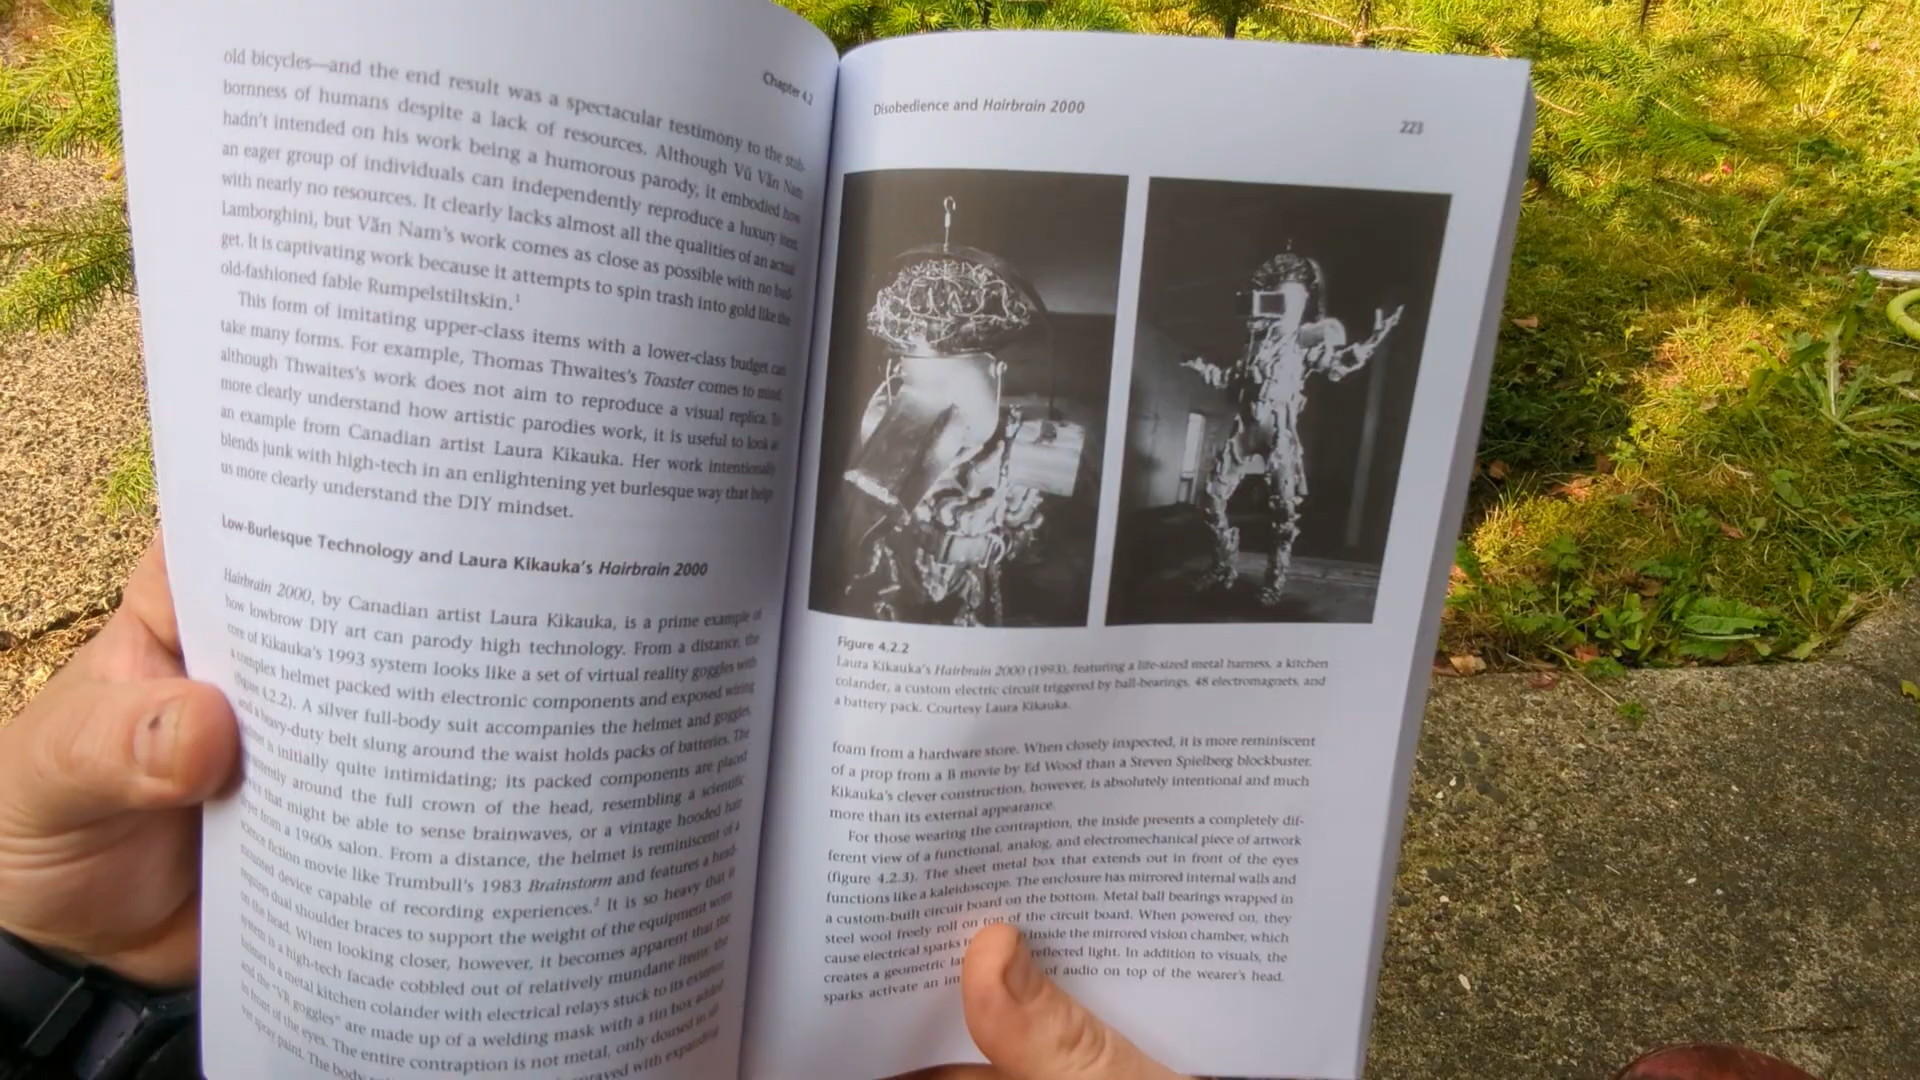 Chapter 4.2
old bicycles—and the end result was a spectacular testimony to the stub-
bornness of humans despite a lack of resources. Although Vũ Văn Nam
hadn't intended on his work being a humorous parody, it embodied how
an eager group of individuals can independently reproduce a luxury item
with nearly no resources. It clearly lacks almost all the qualities of an actual
Lamborghini, but Văn Nam's work comes as close as possible with no bud-
get. It is captivating work because it attempts to spin trash into gold like the
old-fashioned fable Rumpelstiltskin.1
This form of imitating upper-class items with a lower-class budget can
take many forms. For example, Thomas Thwaites's Toaster comes to mind,
although Thwaites's work does not aim to reproduce a visual replica. To
more clearly understand how artistic parodies work, it is useful to look at
an example from Canadian artist Laura Kikauka. Her work intentionally
blends junk with high-tech in an enlightening yet burlesque way that helps
us more clearly understand the DIY mindset.
Low-Burlesque Technology and Laura Kikauka's Hairbrain 2000
Hairbrain 2000, by Canadian artist Laura Kikauka, is a prime example of
how lowbrow DIY art can parody high technology. From a distance, the
core of Kikauka's 1993 system looks like a set of virtual reality goggles with
a complex helmet packed with electronic components and exposed wiring
(figure 4.2.2). A silver full-body suit accompanies the helmet and goggles,
and a heavy-duty belt slung around the waist holds packs of batteries. The
is initially quite intimidating; its packed components are placed
around the full crown of the head, resembling a scientific
that might be able to sense brainwaves, or a vintage hooded hair
dryer from a 1960s salon. From a distance, the helmet is reminiscent of a
science fiction movie like Trumbull's 1983 Brainstorm and features a head-
mounted device capable of recording experiences.2 It is so heavy that it
requires dual shoulder braces to support the weight of the equipment worn
on the head. When looking closer, however, it becomes apparent that the
system is a high-tech facade cobbled out of relatively mundane items: the
helmet is a metal kitchen colander with electrical relays stuck to its exterior
and the "VR goggles" are made up of a welding mask with a tin box added
in front of the eyes. The entire contraption is not metal, only doused in sil-
ver spray paint. The body sprayed with expanding
Disobedience and Hairbrain 2000
223
Figure 4.2.2
Laura Kikauka's Hairbrain 2000 (1993), featuring a life-sized metal harness, a kitchen
colander, a custom electric circuit triggered by ball-bearings, 48 electromagnets, and
a battery pack. Courtesy Laura Kikauka.
foam from a hardware store. When closely inspected, it is more reminiscent
of a prop from a B movie by Ed Wood than a Steven Spielberg blockbuster.
Kikauka's clever construction, however, is absolutely intentional and much
more than its external appearance.
For those wearing the contraption, the inside presents a completely dif-
ferent view of a functional, analog, and electromechanical piece of artwork
(figure 4.2.3). The sheet metal box that extends out in front of the eyes
functions like a kaleidoscope. The enclosure has mirrored internal walls and
a custom-built circuit board on the bottom. Metal ball bearings wrapped in
steel wool freely roll on top of the circuit board. When powered on, they
cause electrical sparks inside the mirrored vision chamber, which
creates a geometric reflected light. In addition to visuals, the
sparks activate an of audio on top of the wearer's head.